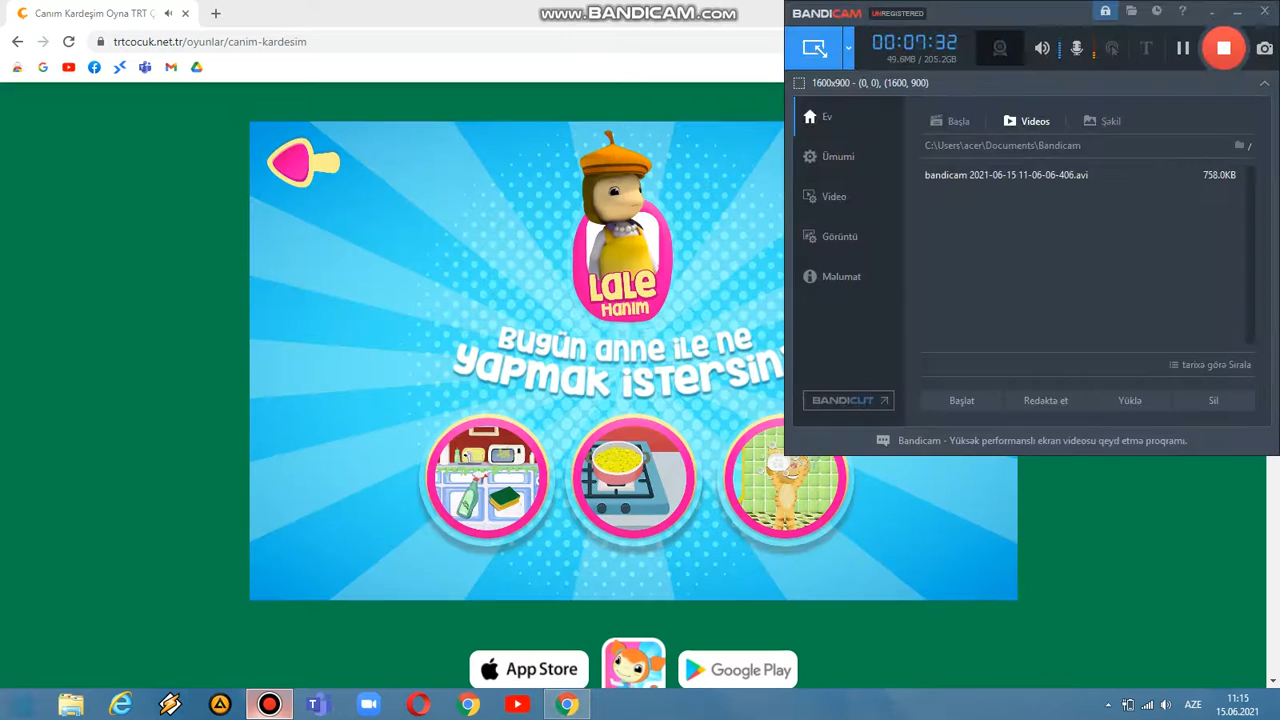 Canım Kardeşim Oyna TRT Ç
www.BANDICAM.com
trtcocuk.net.tr/oyunlar/canim-kardesim
LaLe
Hanım
Bugün anne ile ne
yapmak istersin
App Store
Google Play
BANDICAM UNREGISTERED
00:07:32
49.6MB / 205.2GB
1600x900 - (0, 0), (1600, 900)
Ev
Ümumi
Video
Görüntü
Malumat
BANDICUT
Başla
Videos
Şəkil
C:\Users\acer\Documents\Bandicam
/
bandicam 2021-06-15 11-06-06-406.avi
758.0KB
tarixə görə Sırala
Başlat
Redaktə et
Yüklə
Sil
Bandicam - Yüksək performanslı ekran videosu qeyd etmə proqramı.
AZE
11:15
15.06.2021